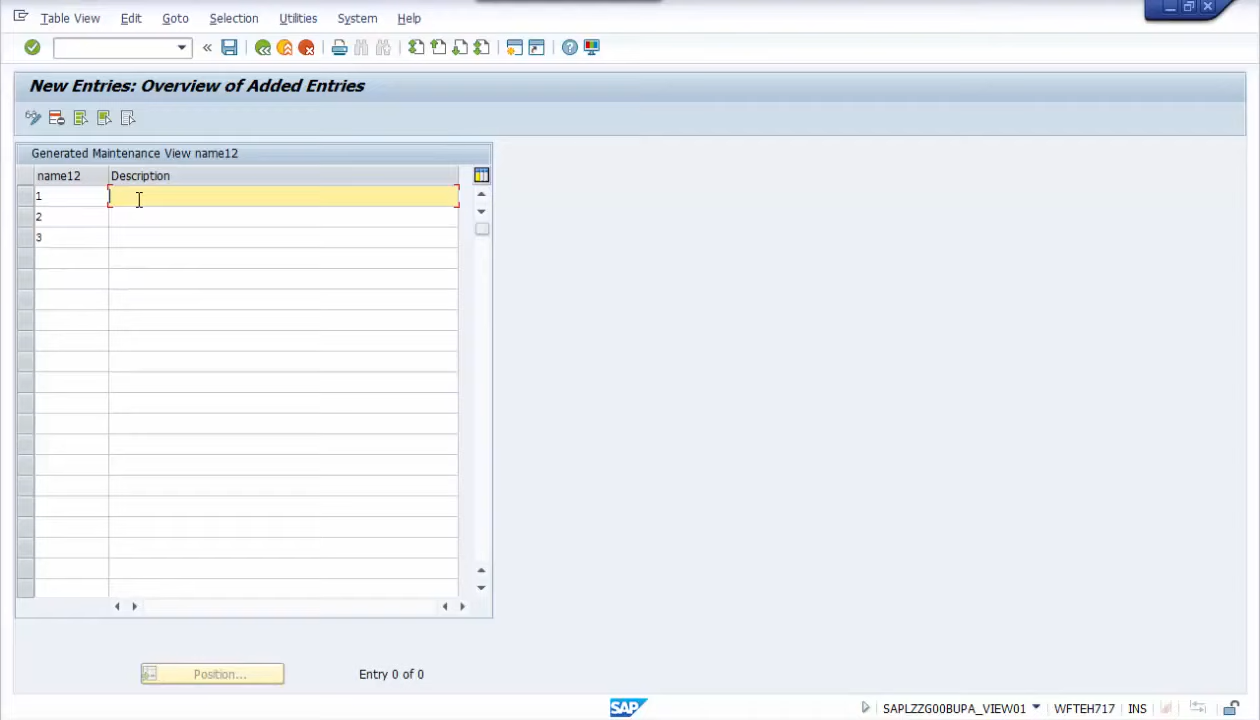 Table View Edit Goto Selection Utilities System Help
New Entries: Overview of Added Entries
Generated Maintenance View name12
name12 Description
1
2
3
Position... Entry 0 of 0
SAP SAPLZZG00BUPA_VIEW01 WFTEH717 INS